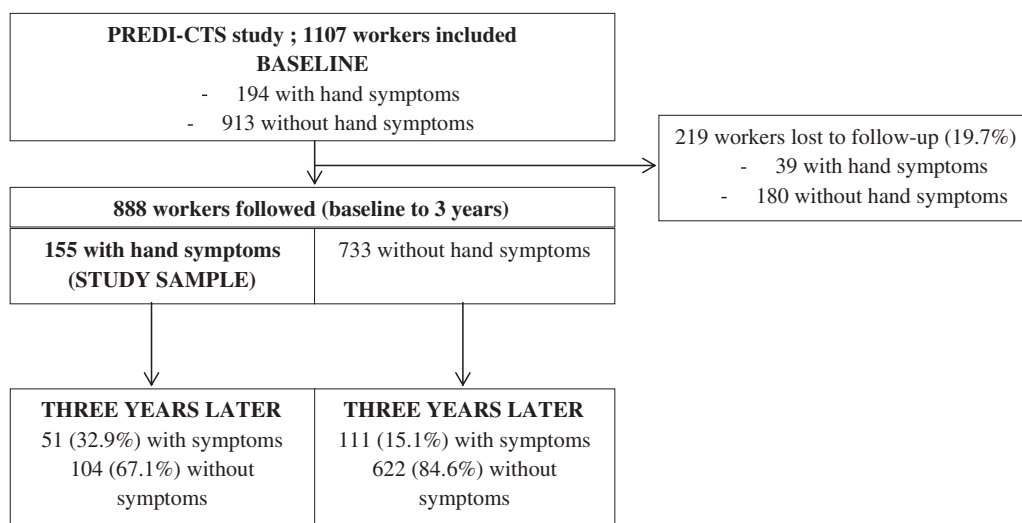 PREDI-CTS study ; 1107 workers included
BASELINE
- 194 with hand symptoms
- 913 without hand symptoms
219 workers lost to follow-up (19.7%)
- 39 with hand symptoms
- 180 without hand symptoms
888 workers followed (baseline to 3 years)
155 with hand symptoms
(STUDY SAMPLE)
733 without hand symptoms
THREE YEARS LATER
51 (32.9%) with symptoms
104 (67.1%) without
symptoms
THREE YEARS LATER
111 (15.1%) with symptoms
622 (84.6%) without
symptoms